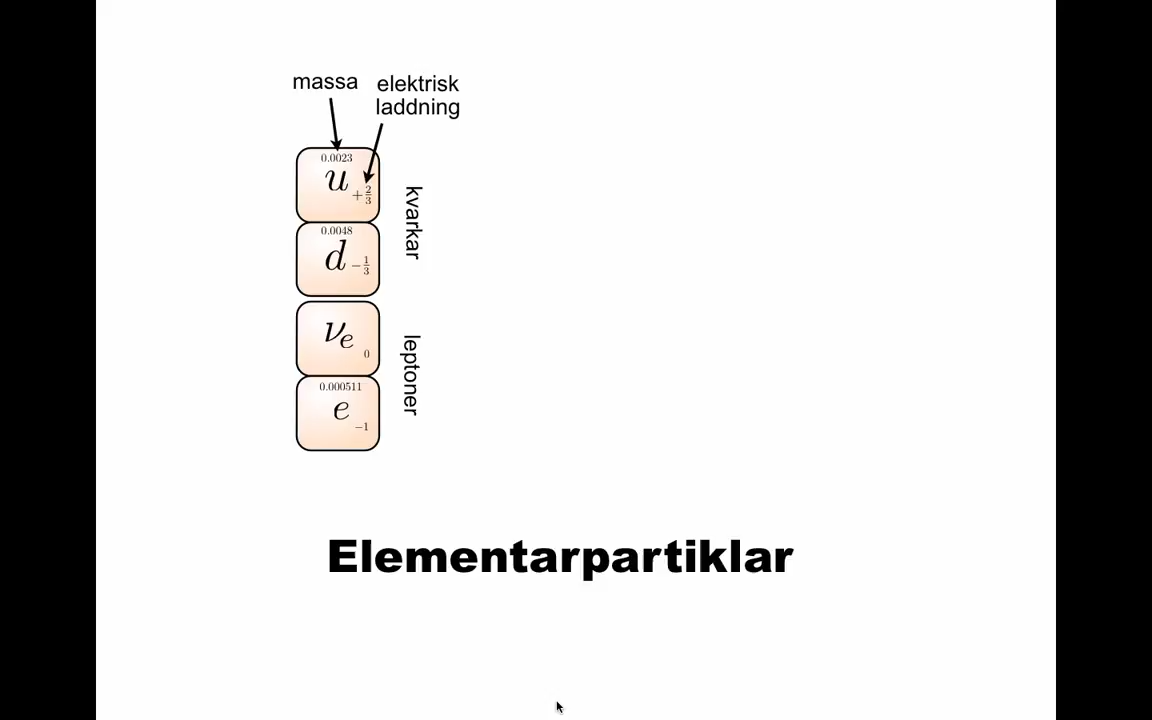 massa
elektrisk
laddning
0.0023
u
+2/3
kvarkar
0.0048
d
−1/3
νe
0
leptoner
0.000511
e
−1
Elementarpartiklar